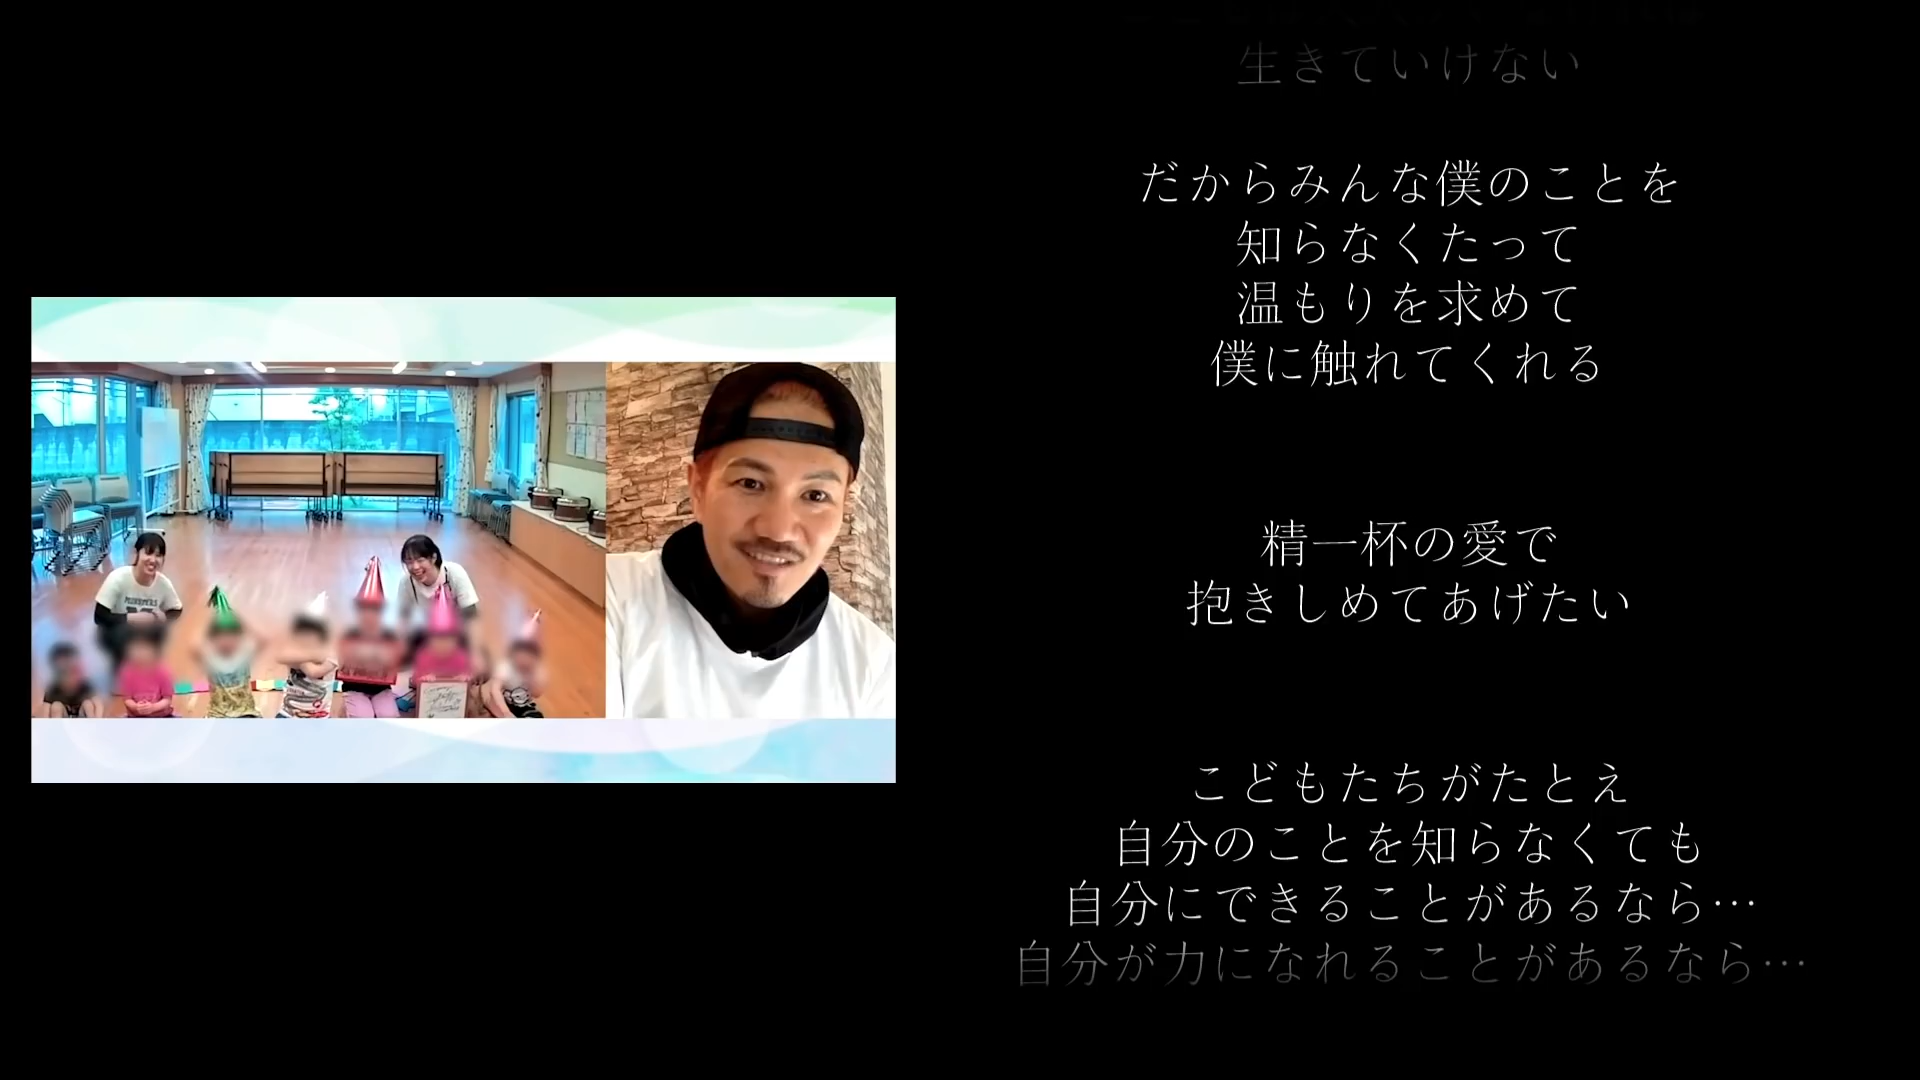 生きていけない
だからみんな僕のことを
知らなくたって
温もりを求めて
僕に触れてくれる
精一杯の愛で
抱きしめてあげたい
こどもたちがたとえ
自分のことを知らなくても
自分にできることがあるなら…
自分が力になれることがあるなら…